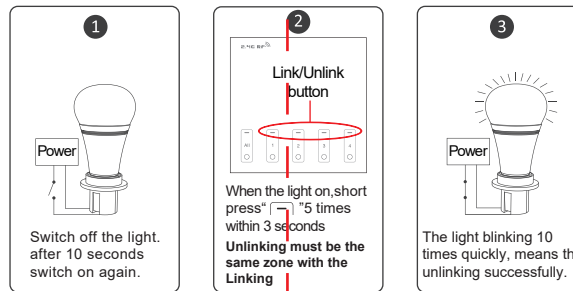 1
Power
Switch off the light.
after 10 seconds
switch on again.
2
2.4G RF
Link/Unlink
button
All
1
2
3
4
When the light on,short
press“ — ”5 times
within 3 seconds
Unlinking must be the
same zone with the
Linking
3
Power
The light blinking 10
times quickly, means th
unlinking successfully.